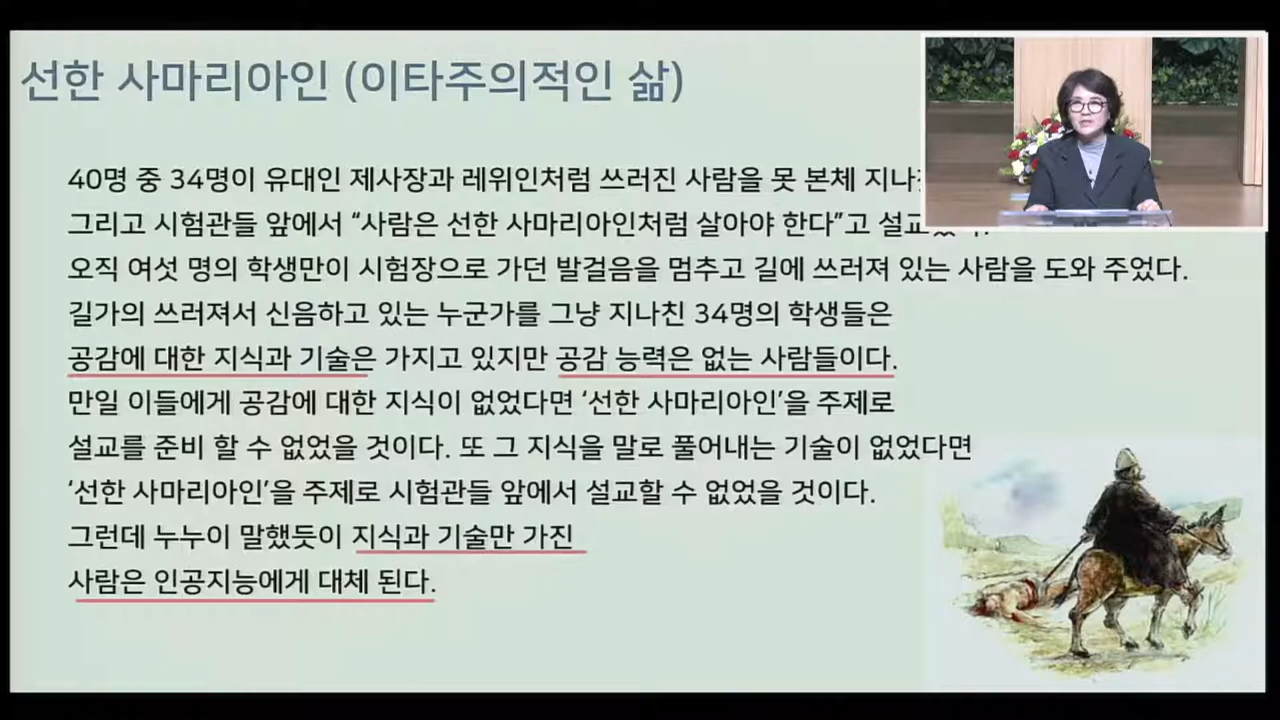 선한 사마리아인 (이타주의적인 삶)
40명 중 34명이 유대인 제사장과 레위인처럼 쓰러진 사람을 못 본체
그리고 시험관들 앞에서 “사람은 선한 사마리아인처럼 살아야 한다”고
오직 여섯 명의 학생만이 시험장으로 가던 발걸음을 멈추고 길에 쓰러져 있는 사람을 도와 주었다.
길가의 쓰러져서 신음하고 있는 누군가를 그냥 지나친 34명의 학생들은
공감에 대한 지식과 기술은 가지고 있지만 공감 능력은 없는 사람들이다.
만일 이들에게 공감에 대한 지식이 없었다면 ‘선한 사마리아인’을 주제로
설교를 준비 할 수 없었을 것이다. 또 그 지식을 말로 풀어내는 기술이 없었다면
‘선한 사마리아인’을 주제로 시험관들 앞에서 설교할 수 없었을 것이다.
그런데 누누이 말했듯이 지식과 기술만 가진
사람은 인공지능에게 대체 된다.